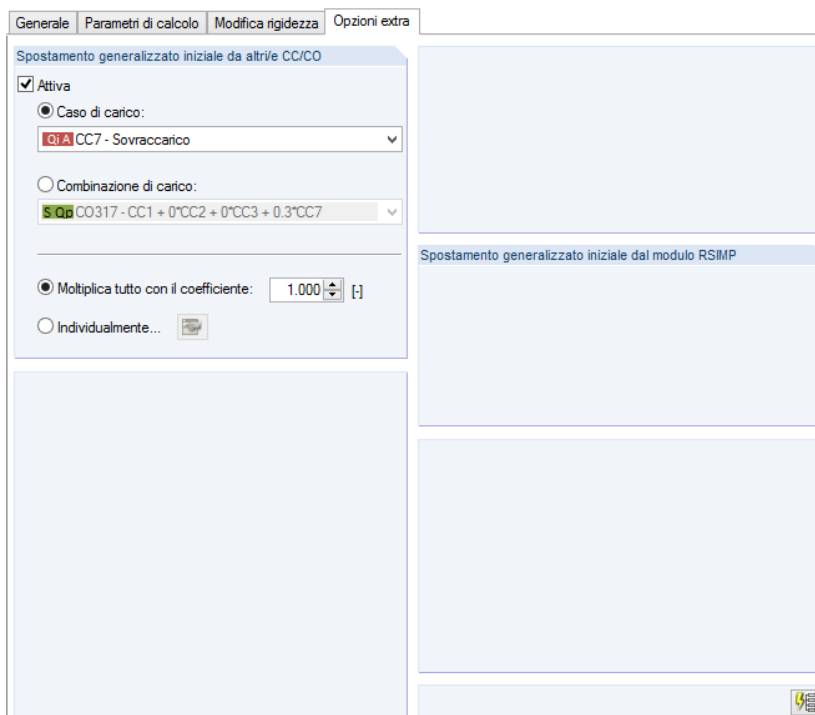 Generale Parametri di calcolo Modifica rigidezza Opzioni extra
Spostamento generalizzato iniziale da altri/e CC/CO
Attiva
Caso di carico:
Qi A CC7 - Sovraccarico
Combinazione di carico:
S Qp CO317 - CC1 + 0*CC2 + 0*CC3 + 0.3*CC7
Moltiplica tutto con il coefficiente: 1.000 [-]
Individualmente...
Spostamento generalizzato iniziale dal modulo RSIMP